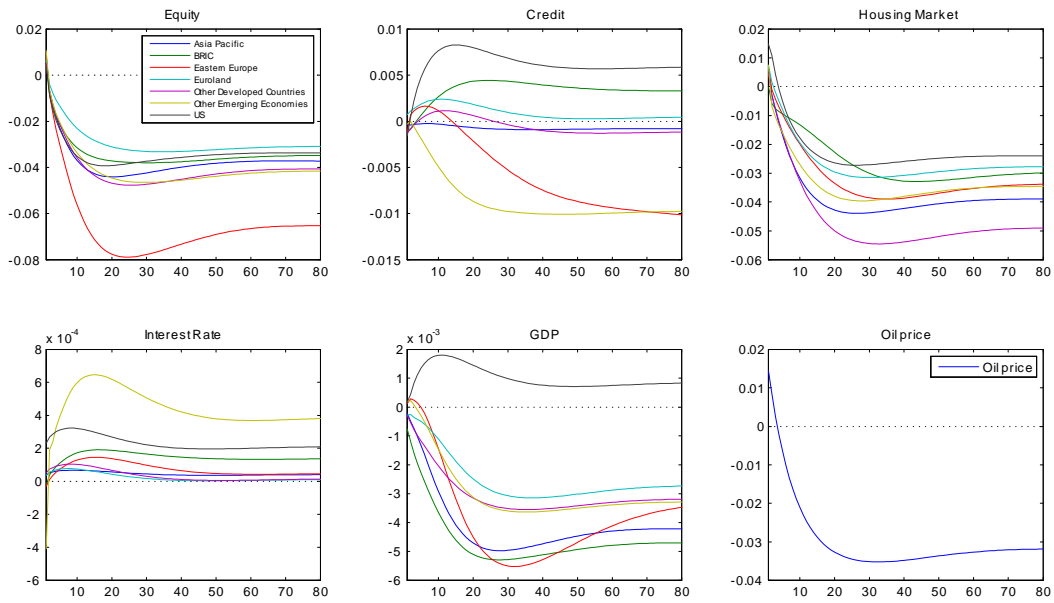 Equity
0.02
0
-0.02
-0.04
-0.06
-0.08
10 20 30 40 50 60 70 80
Asia Pacific
BRIC
Eastern Europe
Euroland
Other Developed Countries
Other Emerging Economies
US
Credit
0.01
0.005
0
-0.005
-0.01
-0.015
10 20 30 40 50 60 70 80
Housing Market
0.02
0.01
0
-0.01
-0.02
-0.03
-0.04
-0.05
-0.06
10 20 30 40 50 60 70 80
Interest Rate
x 10-4
8
6
4
2
0
-2
-4
-6
10 20 30 40 50 60 70 80
GDP
x 10-3
2
1
0
-1
-2
-3
-4
-5
-6
10 20 30 40 50 60 70 80
Oil price
0.02
0.01
0
-0.01
-0.02
-0.03
-0.04
10 20 30 40 50 60 70 80
Oil price